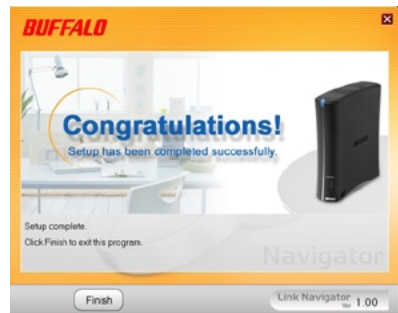 BUFFALO
Congratulations!
Setup has been completed successfully.
Setup complete.
Click Finish to exit this program.
Navigator
Finish
Link Navigator Ver 1.00